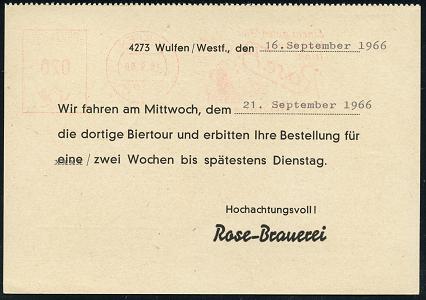 4273 Wulfen/Westf., den 16.September 1966
Wir fahren am Mittwoch, dem 21. September 1966
die dortige Biertour und erbitten Ihre Bestellung für
eine / zwei Wochen bis spätestens Dienstag.
Hochachtungsvoll!
Rose-Brauerei